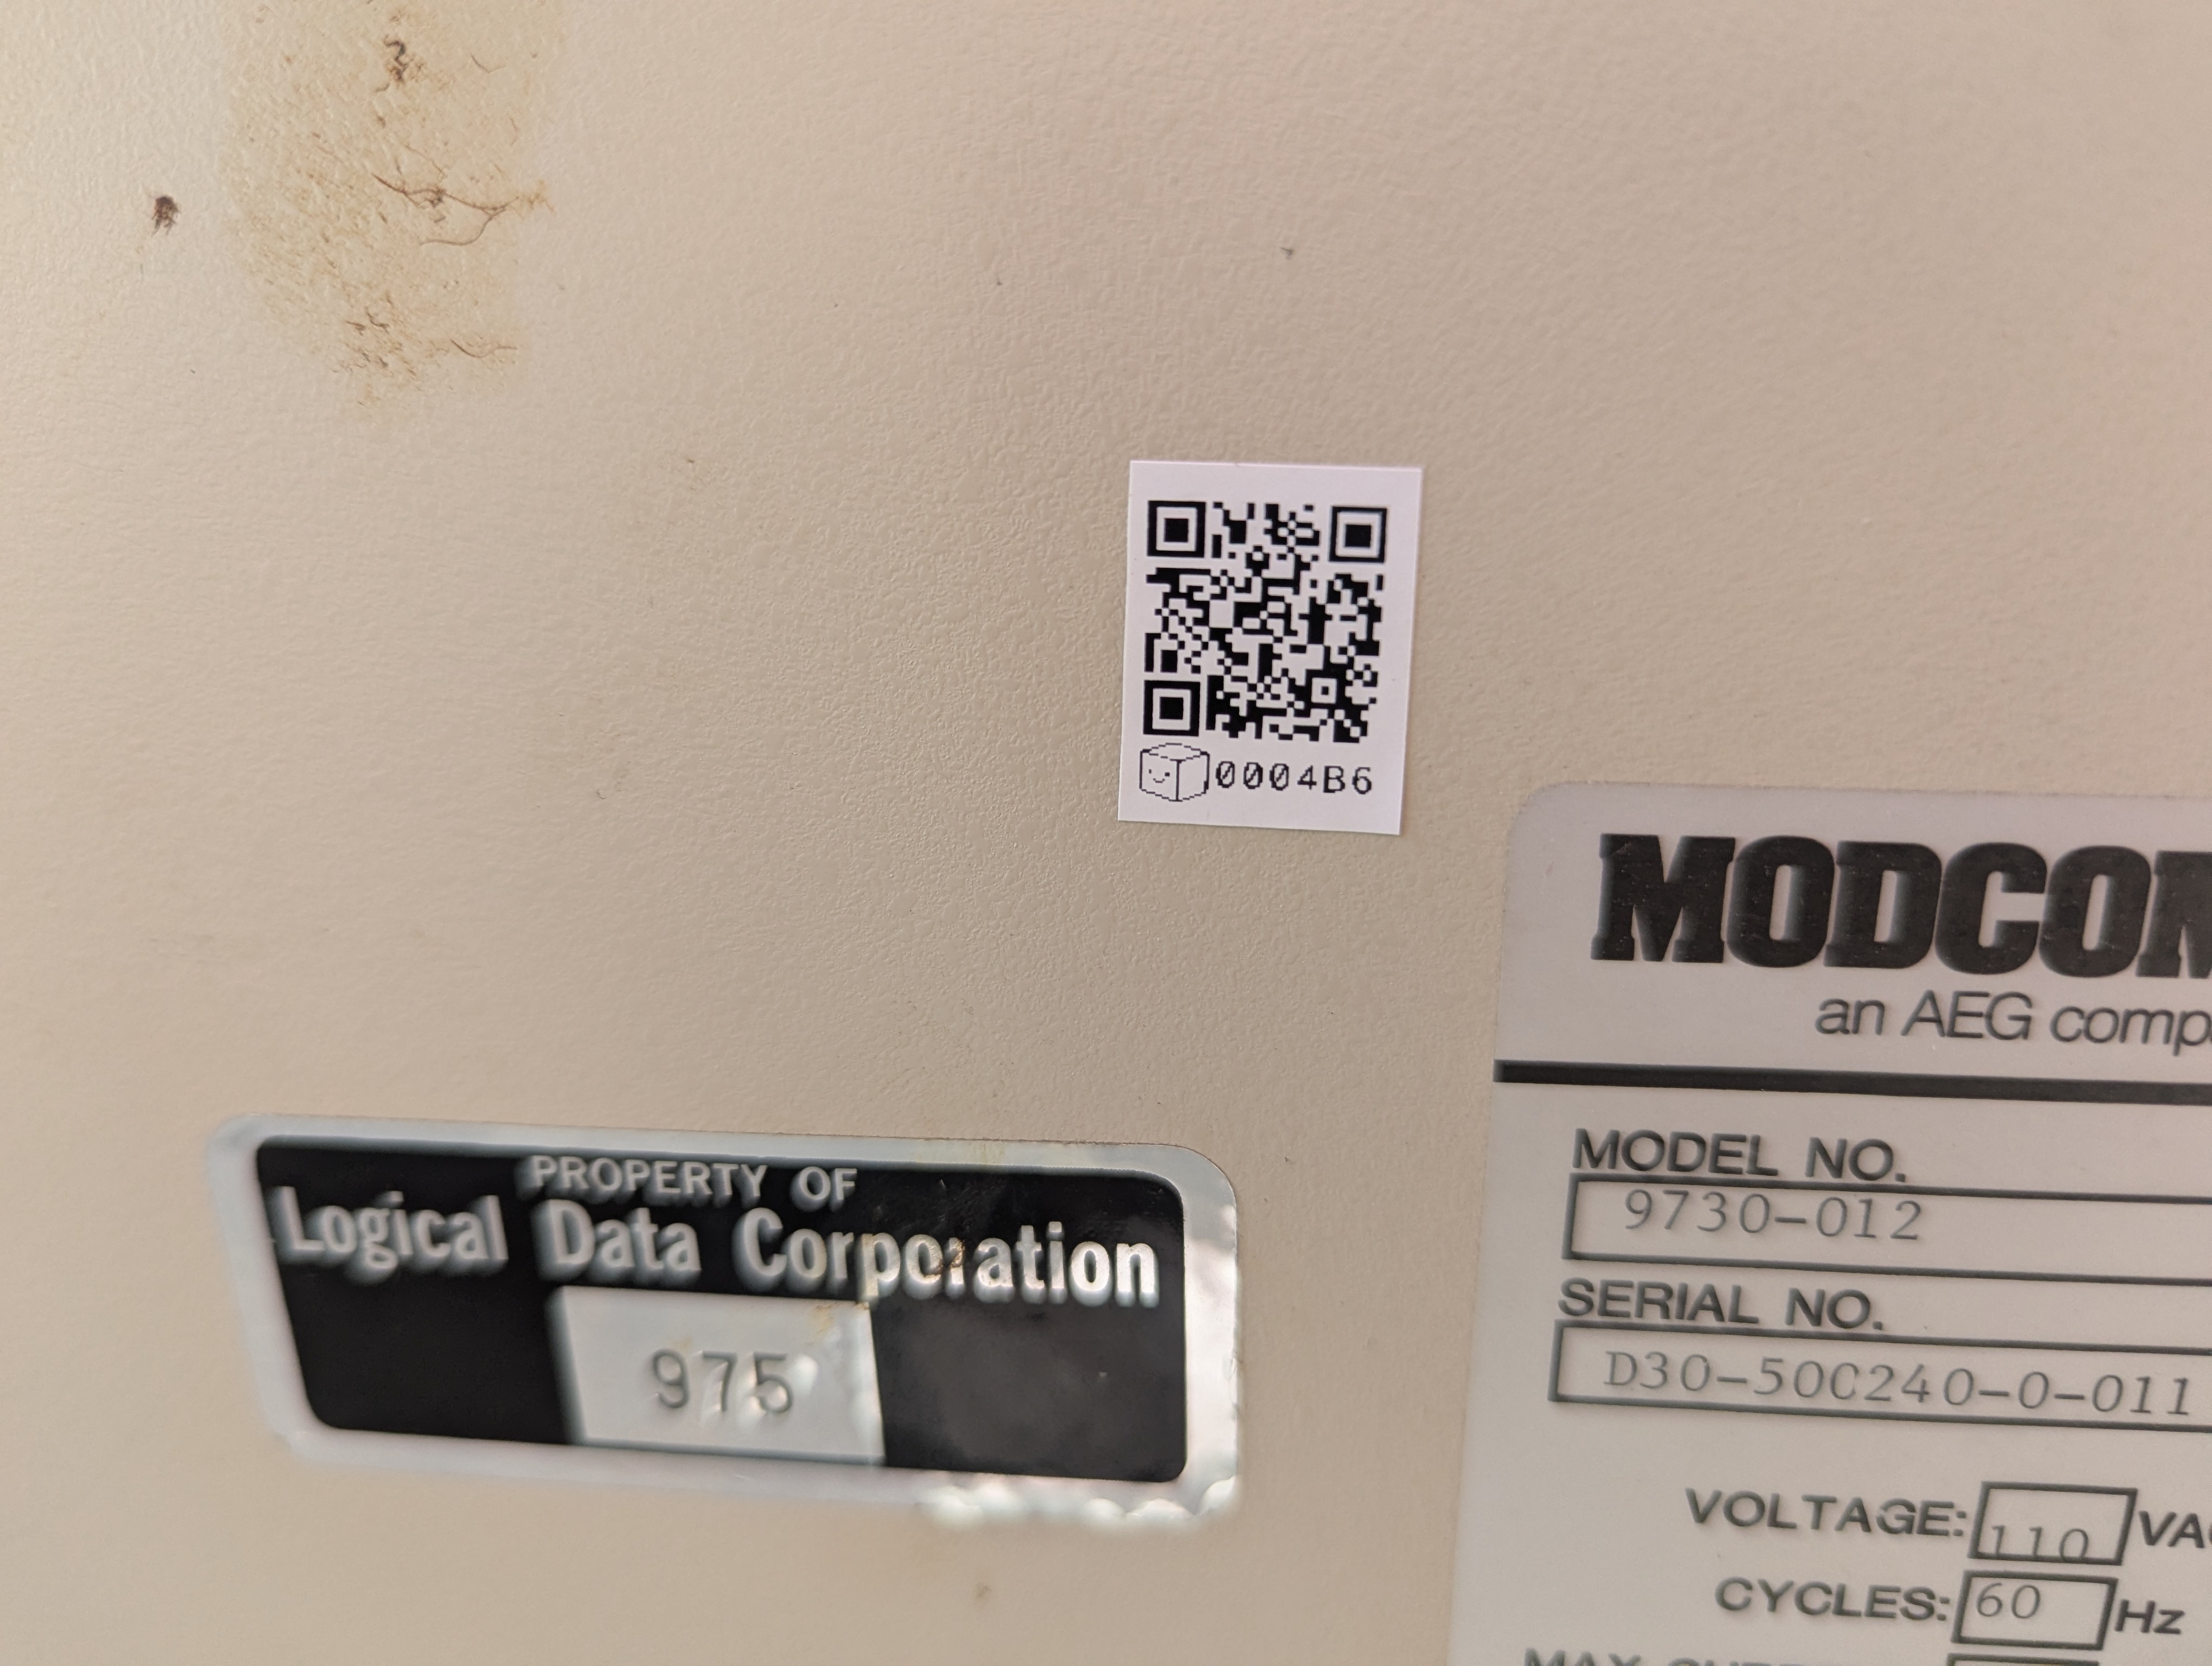 0004B6
MODCOM
an AEG comp
MODEL NO.
9730-012
SERIAL NO.
D30-50C240-0-011
PROPERTY OF
Logical Data Corporation
975
VOLTAGE: 110 VAC
CYCLES: 60 Hz